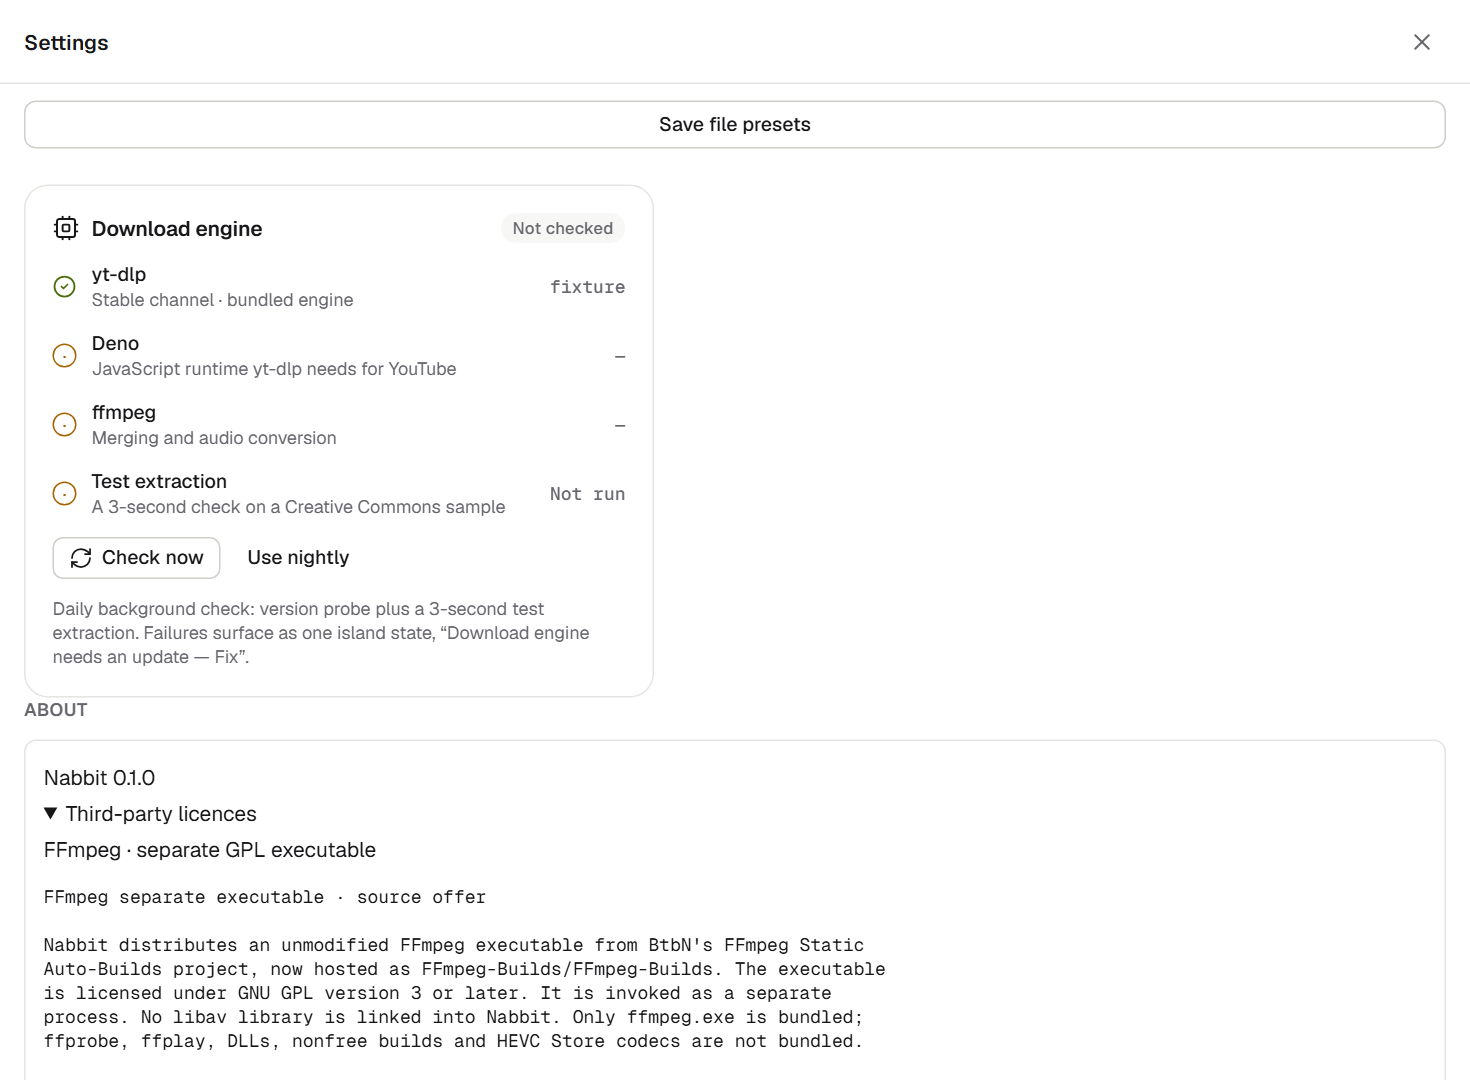 Settings
Save file presets
Download engine
Not checked
yt-dlp
Stable channel · bundled engine
fixture
Deno
JavaScript runtime yt-dlp needs for YouTube
–
ffmpeg
Merging and audio conversion
–
Test extraction
A 3-second check on a Creative Commons sample
Not run
Check now
Use nightly
Daily background check: version probe plus a 3-second test
extraction. Failures surface as one island state, “Download engine
needs an update — Fix”.
ABOUT
Nabbit 0.1.0
▼ Third-party licences
FFmpeg · separate GPL executable
FFmpeg separate executable · source offer
Nabbit distributes an unmodified FFmpeg executable from BtbN's FFmpeg Static
Auto-Builds project, now hosted as FFmpeg-Builds/FFmpeg-Builds. The executable
is licensed under GNU GPL version 3 or later. It is invoked as a separate
process. No libav library is linked into Nabbit. Only ffmpeg.exe is bundled;
ffprobe, ffplay, DLLs, nonfree builds and HEVC Store codecs are not bundled.